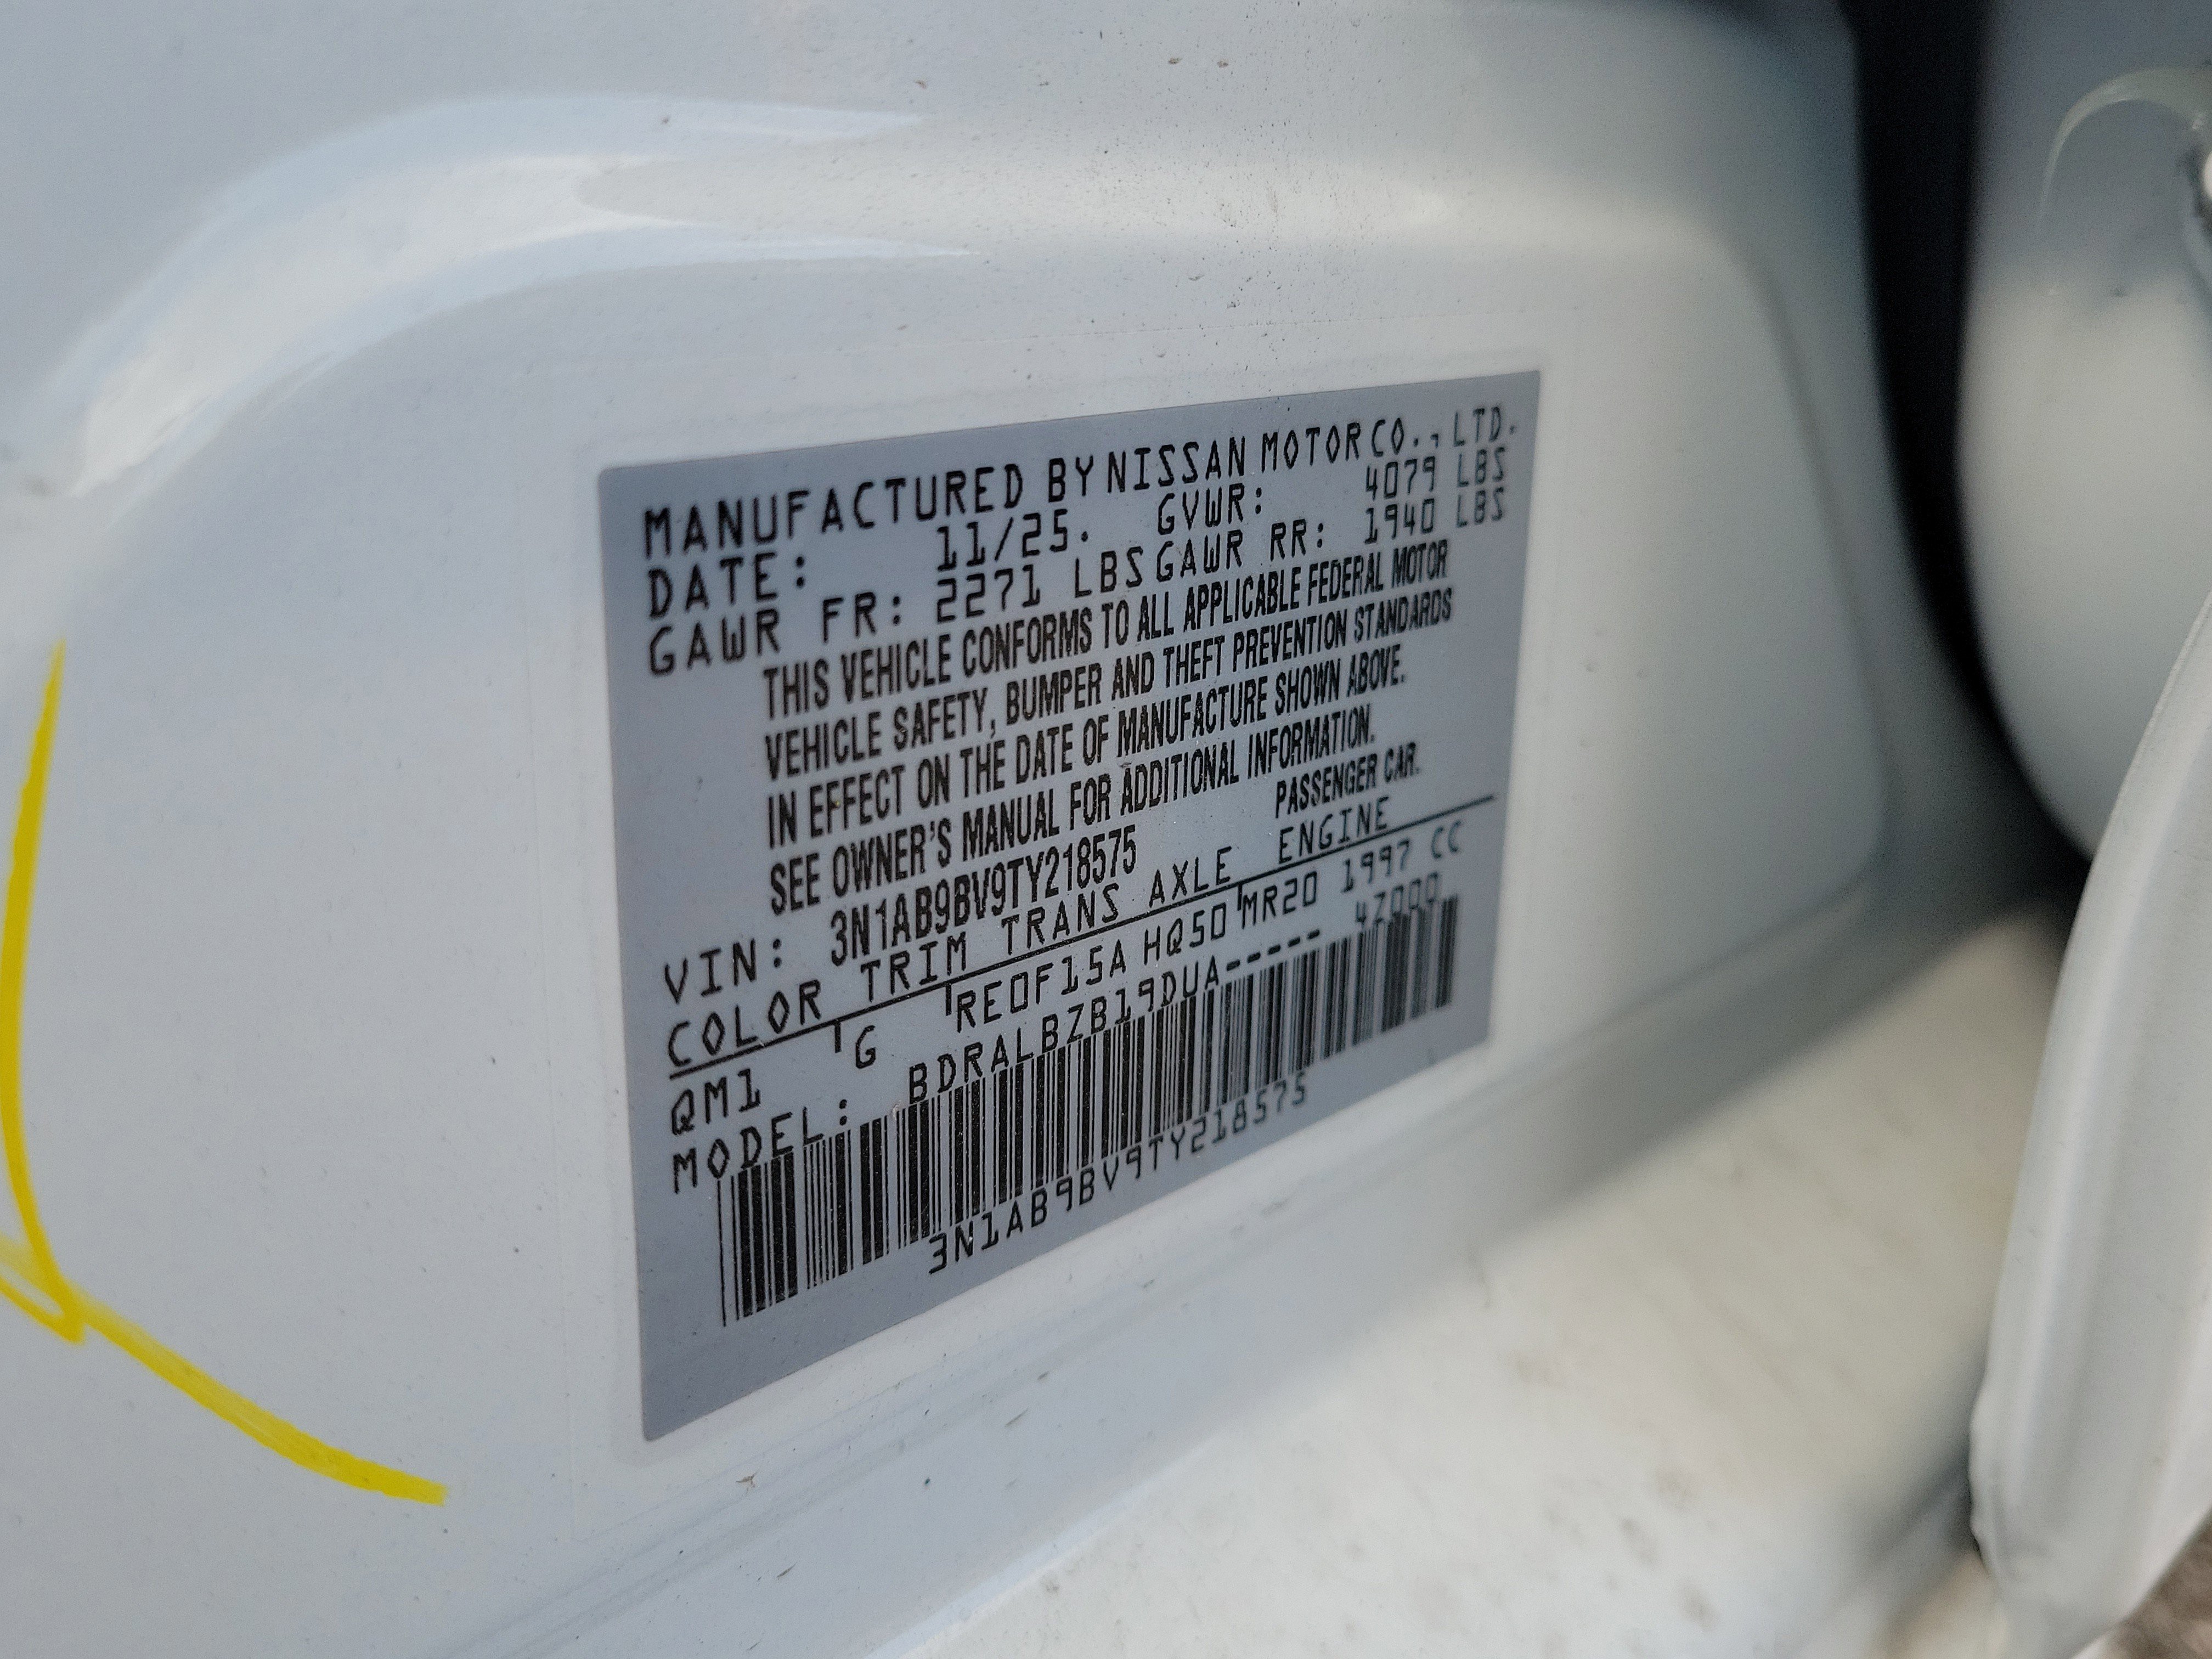 MANUFACTURED BY NISSAN MOTOR CO., LTD.
DATE: 11/25. GVWR: 4079 LBS
GAWR FR: 2271 LBS GAWR RR: 1940 LBS
THIS VEHICLE CONFORMS TO ALL APPLICABLE FEDERAL MOTOR
VEHICLE SAFETY, BUMPER AND THEFT PREVENTION STANDARDS
IN EFFECT ON THE DATE OF MANUFACTURE SHOWN ABOVE.
SEE OWNER'S MANUAL FOR ADDITIONAL INFORMATION.
VIN: 3N1AB9BV9TY218575 PASSENGER CAR.
COLOR TRIM TRANS AXLE ENGINE
QM1 G RE0F15A HQ50 MR20 1997 CC
MODEL: BDRALBZB19DUA----- 4Z000
3N1AB9BV9TY218575